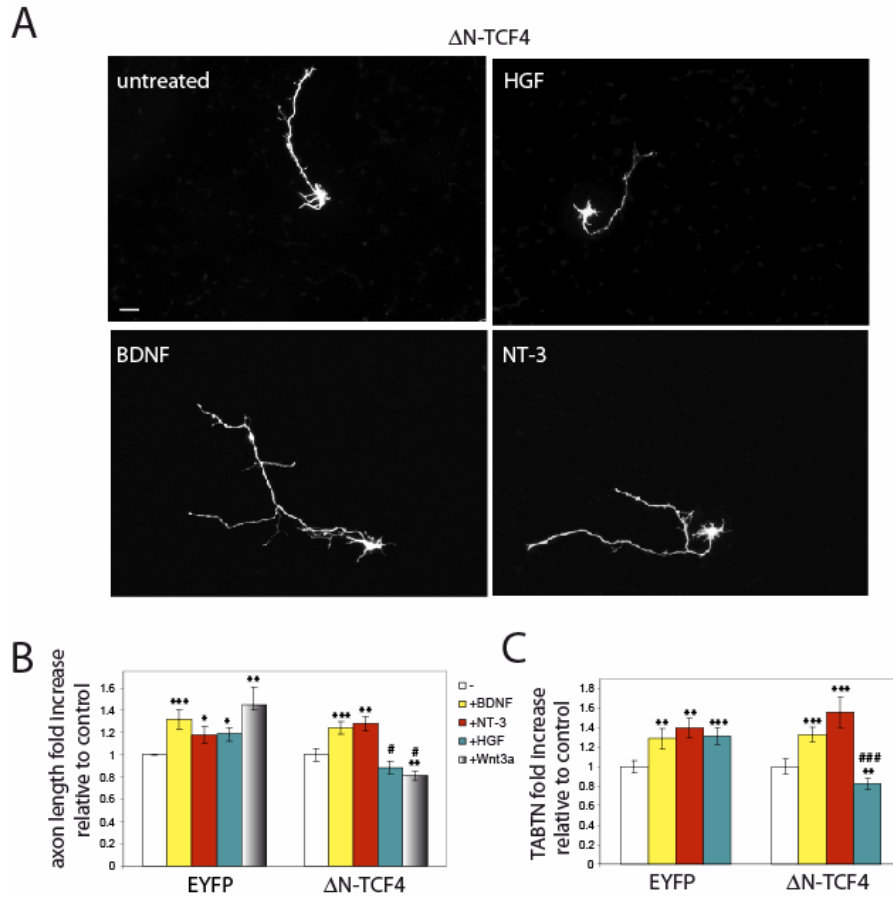 A
ΔN-TCF4
untreated
HGF
BDNF
NT-3
B
axon length fold increase
relative to control
1.6
1.4
1.2
1
0.8
0.6
0.4
0.2
0
***
*
*
**
***
**
#
#
**
EYFP
ΔN-TCF4
-
+BDNF
+NT-3
+HGF
+Wnt3a
C
TABTN fold increase
relative to control
1.8
1.6
1.4
1.2
1
0.8
0.6
0.4
0.2
0
**
**
***
***
***
###
**
EYFP
ΔN-TCF4